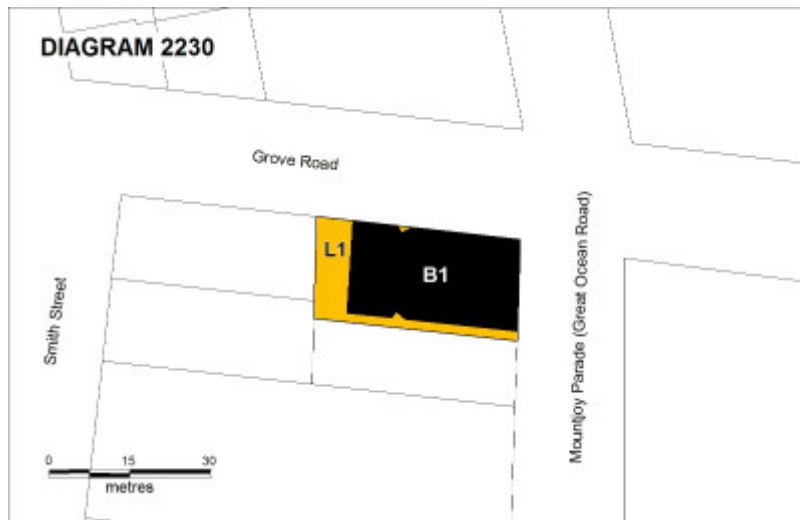 DIAGRAM 2230
Grove Road
L1
B1
Smith Street
Mountjoy Parade (Great Ocean Road)
0 15 30
metres